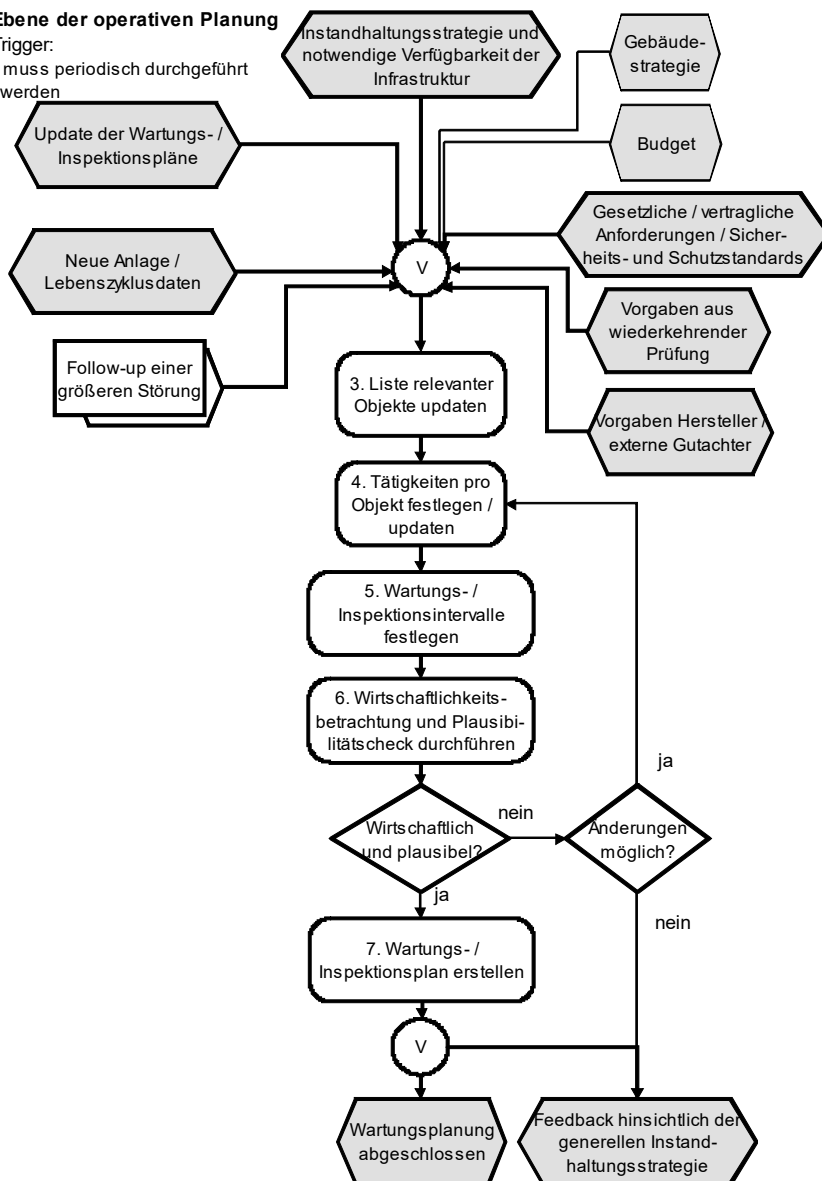 Ebene der operativen Planung
Trigger:
muss periodisch durchgeführt
werden
Instandhaltungsstrategie und
notwendige Verfügbarkeit der
Infrastruktur
Gebäude-
strategie
Update der Wartungs- /
Inspektionspläne
Budget
Gesetzliche / vertragliche
Anforderungen / Sicher-
heits- und Schutzstandards
Neue Anlage /
Lebenszyklusdaten
V
Vorgaben aus
wiederkehrender
Prüfung
Follow-up einer
größeren Störung
3. Liste relevanter
Objekte updaten
Vorgaben Hersteller /
externe Gutachter
4. Tätigkeiten pro
Objekt festlegen /
updaten
5. Wartungs- /
Inspektionsintervalle
festlegen
6. Wirtschaftlichkeits-
betrachtung und Plausibi-
litätscheck durchführen
ja
nein
Wirtschaftlich
und plausibel?
Änderungen
möglich?
ja
nein
7. Wartungs- /
Inspektionsplan erstellen
V
Wartungsplanung
abgeschlossen
Feedback hinsichtlich der
generellen Instand-
haltungsstrategie